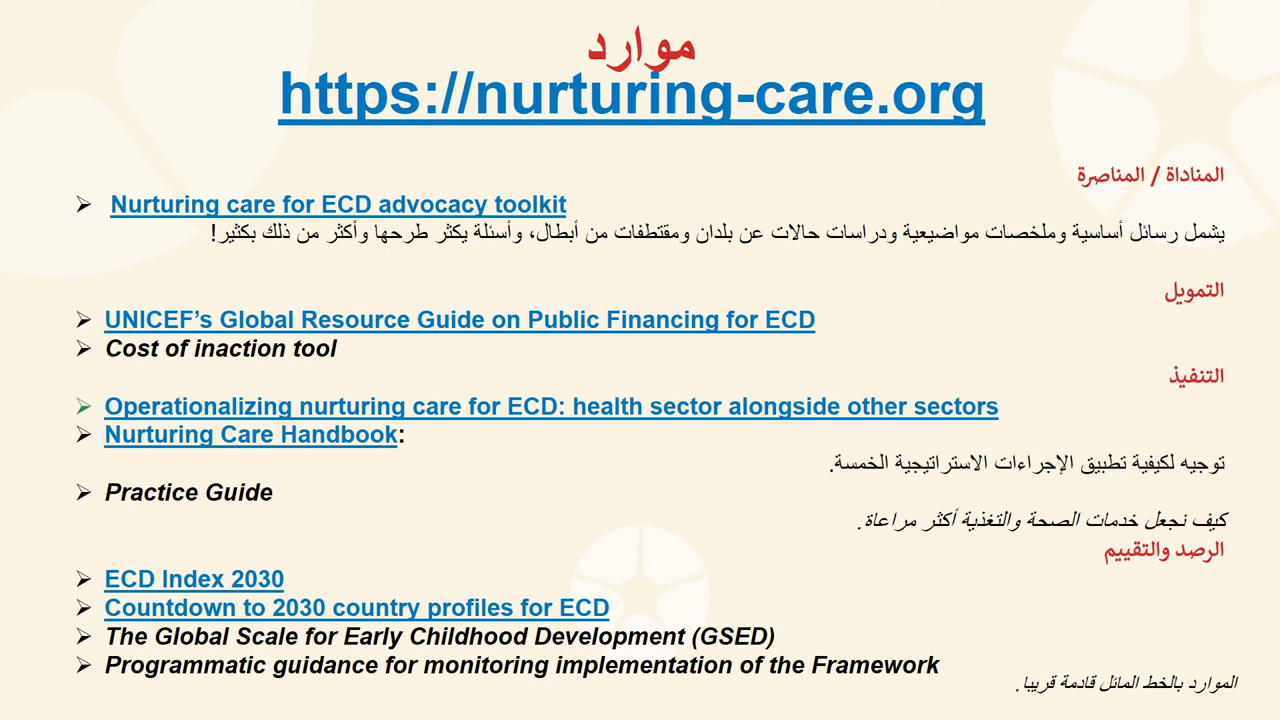 موارد
https://nurturing-care.org
المناداة / المناصرة
Nurturing care for ECD advocacy toolkit
يشمل رسائل أساسية وملخصات مواضيعية ودراسات حالات عن بلدان ومقتطفات من أبطال، وأسئلة يكثر طرحها وأكثر من ذلك بكثير!
التمويل
UNICEF’s Global Resource Guide on Public Financing for ECD
Cost of inaction tool
التنفيذ
Operationalizing nurturing care for ECD: health sector alongside other sectors
Nurturing Care Handbook:
توجيه لكيفية تطبيق الإجراءات الاستراتيجية الخمسة.
Practice Guide
كيف نجعل خدمات الصحة والتغذية أكثر مراعاة.
الرصد والتقييم
ECD Index 2030
Countdown to 2030 country profiles for ECD
The Global Scale for Early Childhood Development (GSED)
Programmatic guidance for monitoring implementation of the Framework
الموارد بالخط المائل قادمة قريبا.